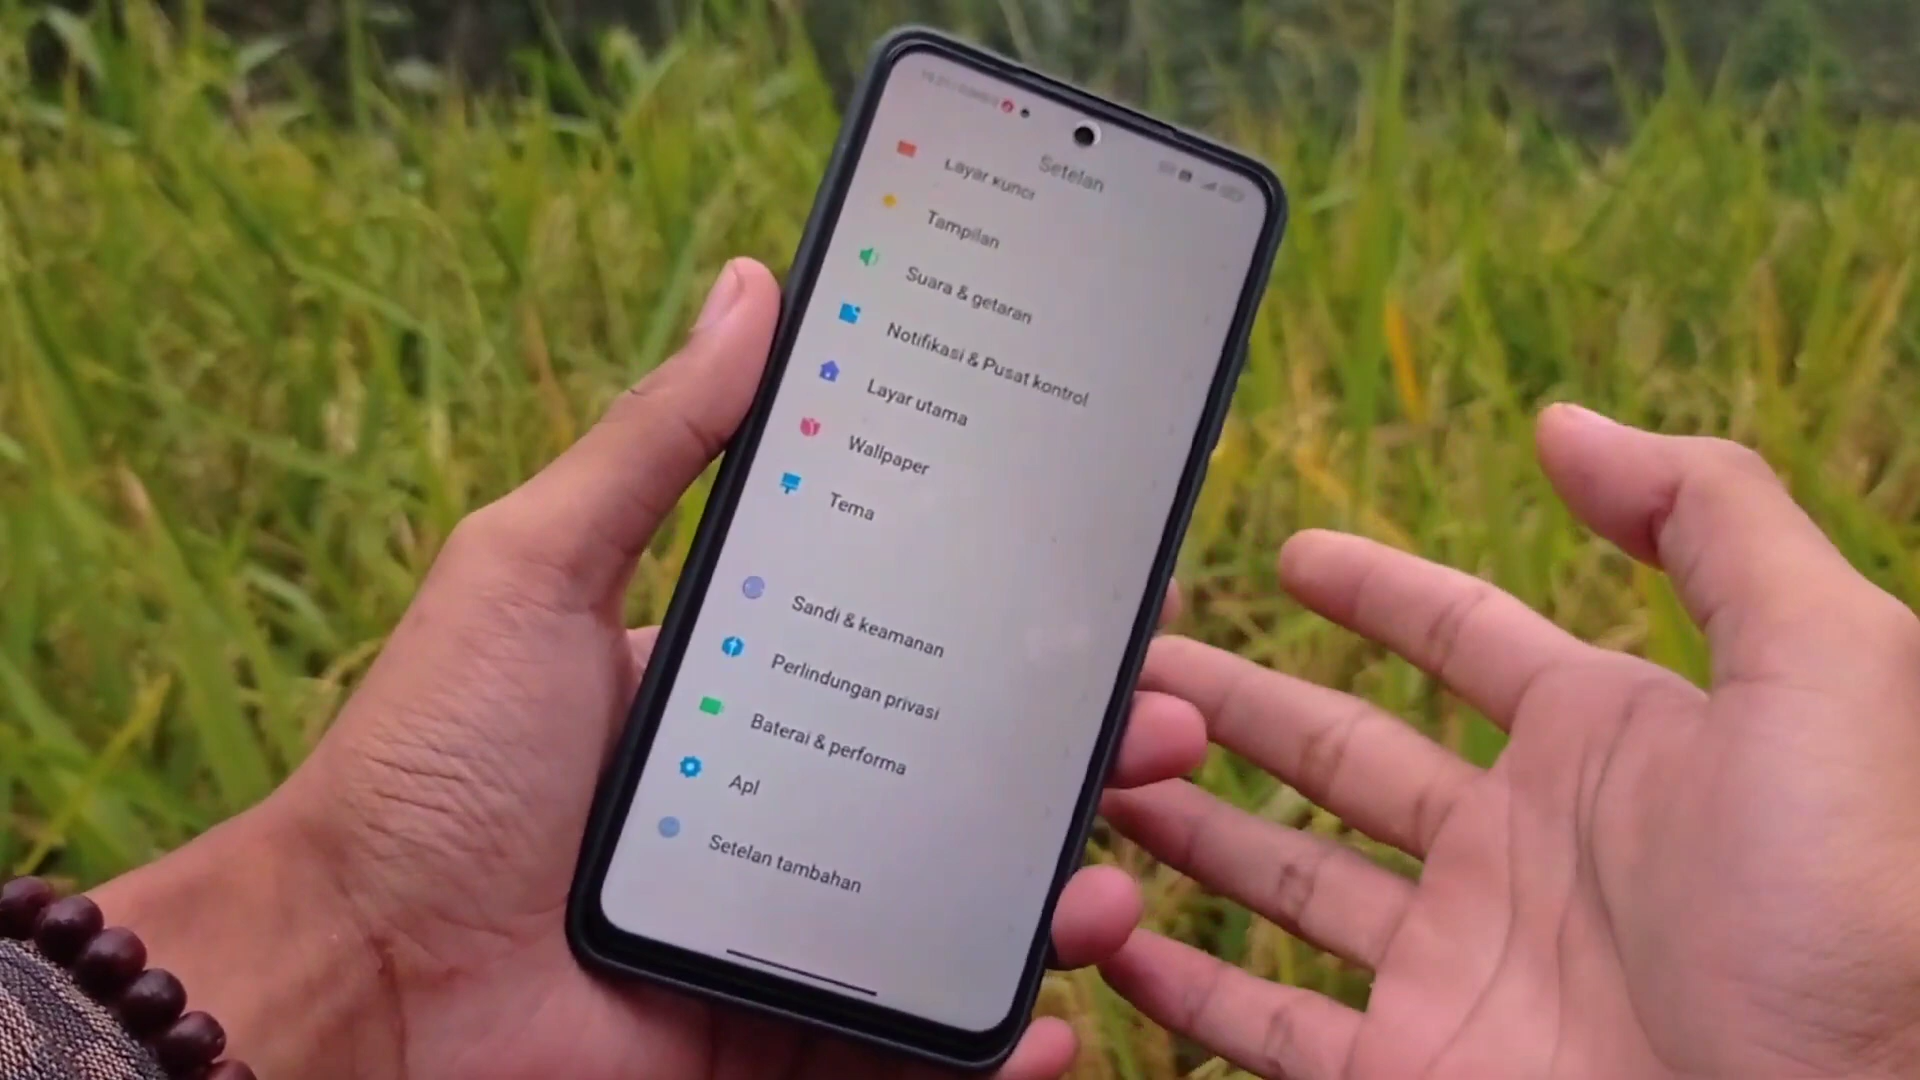 Setelan
Layar kunci
Tampilan
Suara & getaran
Notifikasi & Pusat kontrol
Layar utama
Wallpaper
Tema
Sandi & keamanan
Perlindungan privasi
Baterai & performa
Apl
Setelan tambahan